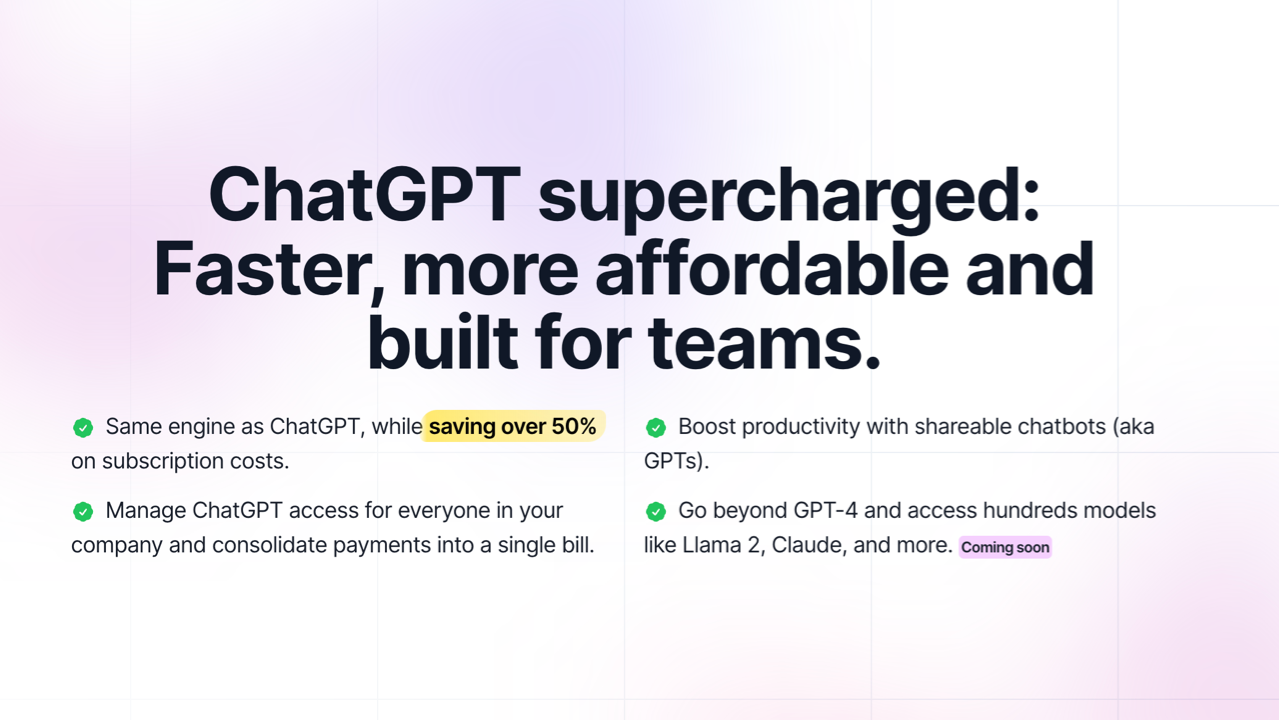 ChatGPT supercharged:
Faster, more affordable and
built for teams.
Same engine as ChatGPT, while saving over 50%
on subscription costs.
Manage ChatGPT access for everyone in your
company and consolidate payments into a single bill.
Boost productivity with shareable chatbots (aka
GPTs).
Go beyond GPT-4 and access hundreds models
like Llama 2, Claude, and more. Coming soon